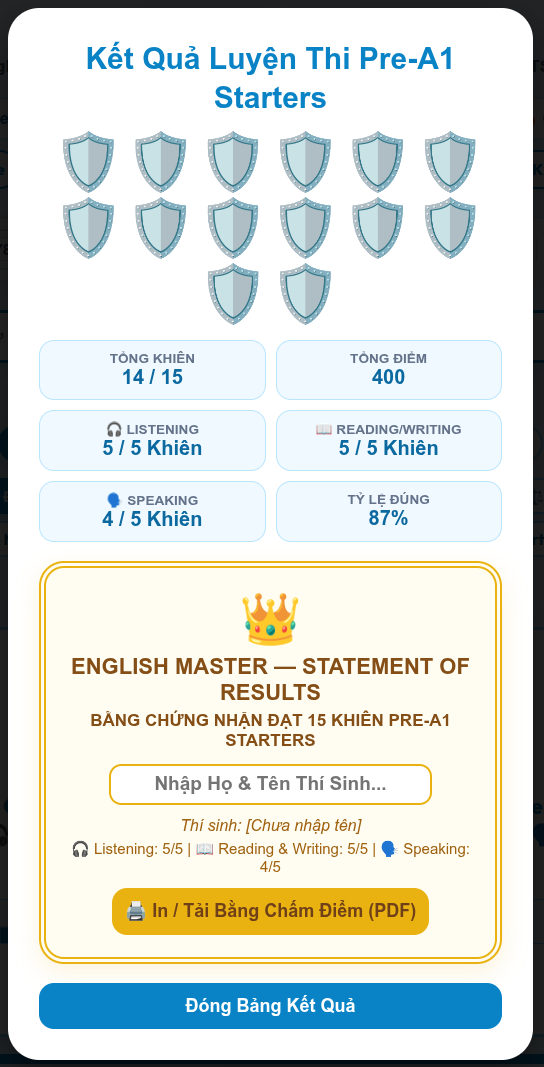 Kết Quả Luyện Thi Pre-A1
Starters
TỔNG KHIÊN
14 / 15
TỔNG ĐIỂM
400
LISTENING
5 / 5 Khiên
READING/WRITING
5 / 5 Khiên
SPEAKING
4 / 5 Khiên
TỶ LỆ ĐÚNG
87%
ENGLISH MASTER — STATEMENT OF
RESULTS
BẰNG CHỨNG NHẬN ĐẠT 15 KHIÊN PRE-A1
STARTERS
Nhập Họ & Tên Thí Sinh...
Thí sinh: [Chưa nhập tên]
Listening: 5/5 | Reading & Writing: 5/5 | Speaking:
4/5
In / Tải Bằng Chấm Điểm (PDF)
Đóng Bảng Kết Quả